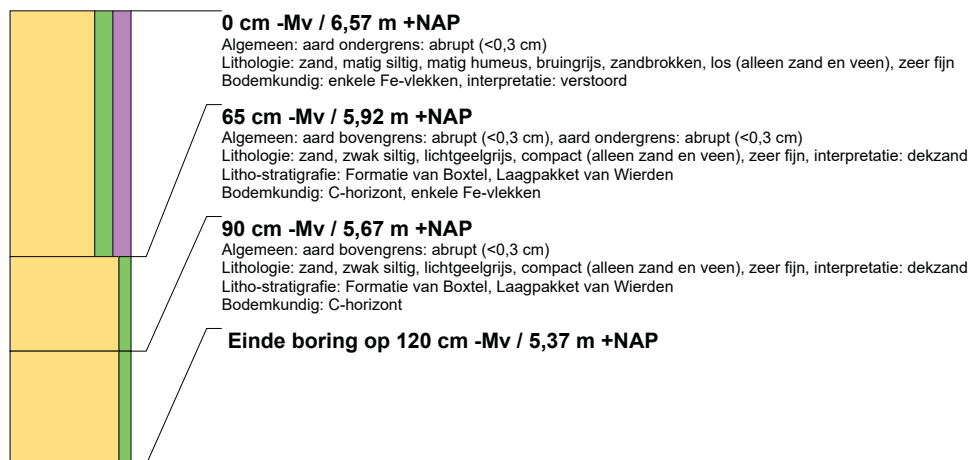 0 cm -Mv / 6,57 m +NAP
Algemeen: aard ondergrens: abrupt (<0,3 cm)
Lithologie: zand, matig siltig, matig humeus, bruingrijs, zandbrokken, los (alleen zand en veen), zeer fijn
Bodemkundig: enkele Fe-vlekken, interpretatie: verstoord
65 cm -Mv / 5,92 m +NAP
Algemeen: aard bovengrens: abrupt (<0,3 cm), aard ondergrens: abrupt (<0,3 cm)
Lithologie: zand, zwak siltig, lichtgeelgrijs, compact (alleen zand en veen), zeer fijn, interpretatie: dekzand
Litho-stratigrafie: Formatie van Boxtel, Laagpakket van Wierden
Bodemkundig: C-horizont, enkele Fe-vlekken
90 cm -Mv / 5,67 m +NAP
Algemeen: aard bovengrens: abrupt (<0,3 cm)
Lithologie: zand, zwak siltig, lichtgeelgrijs, compact (alleen zand en veen), zeer fijn, interpretatie: dekzand
Litho-stratigrafie: Formatie van Boxtel, Laagpakket van Wierden
Bodemkundig: C-horizont
Einde boring op 120 cm -Mv / 5,37 m +NAP